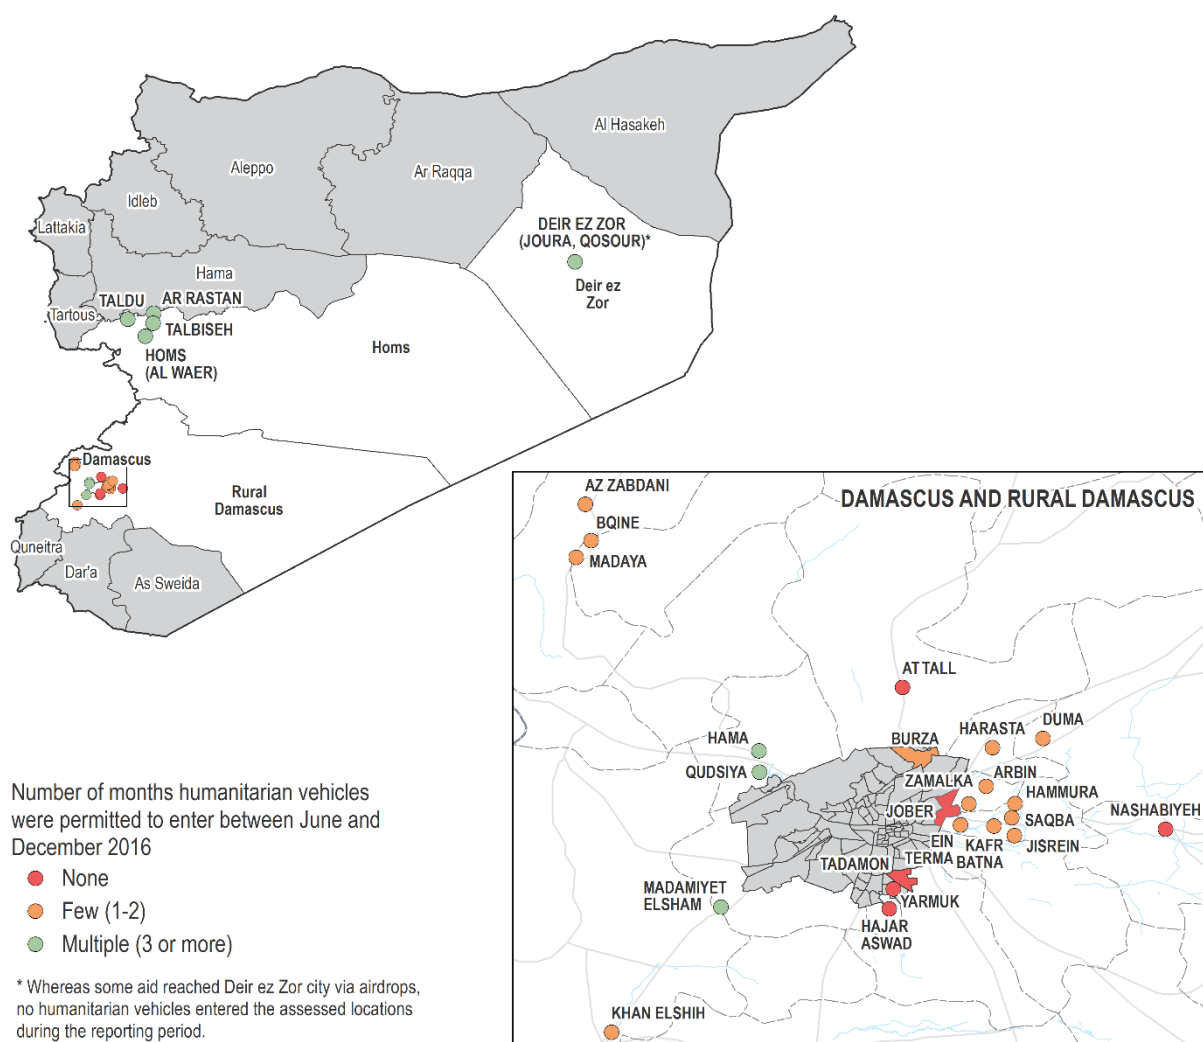 Al Hasakeh
Aleppo
Ar Raqqa
Idleb
Lattakia
DEIR EZ ZOR
(JOURA, QOSOUR)*
Hama
Deir ez
Zor
TALDU
AR RASTAN
Tartous
TALBISEH
Homs
HOMS
(AL WAER)
Damascus
Rural
Damascus
Quneitra
Dar'a
As Sweida
DAMASCUS AND RURAL DAMASCUS
AZ ZABDANI
BQINE
MADAYA
AT TALL
HAMA
BURZA
HARASTA
DUMA
QUDSIYA
ZAMALKA
ARBIN
HAMMURA
JOBER
SAQBA
NASHABIYEH
EIN
TERMA
KAFR
BATNA
JISREIN
TADAMON
MADAMIYET
ELSHAM
YARMUK
HAJAR
ASWAD
KHAN ELSHIH
Number of months humanitarian vehicles
were permitted to enter between June and
December 2016
None
Few (1-2)
Multiple (3 or more)
* Whereas some aid reached Deir ez Zor city via airdrops,
no humanitarian vehicles entered the assessed locations
during the reporting period.